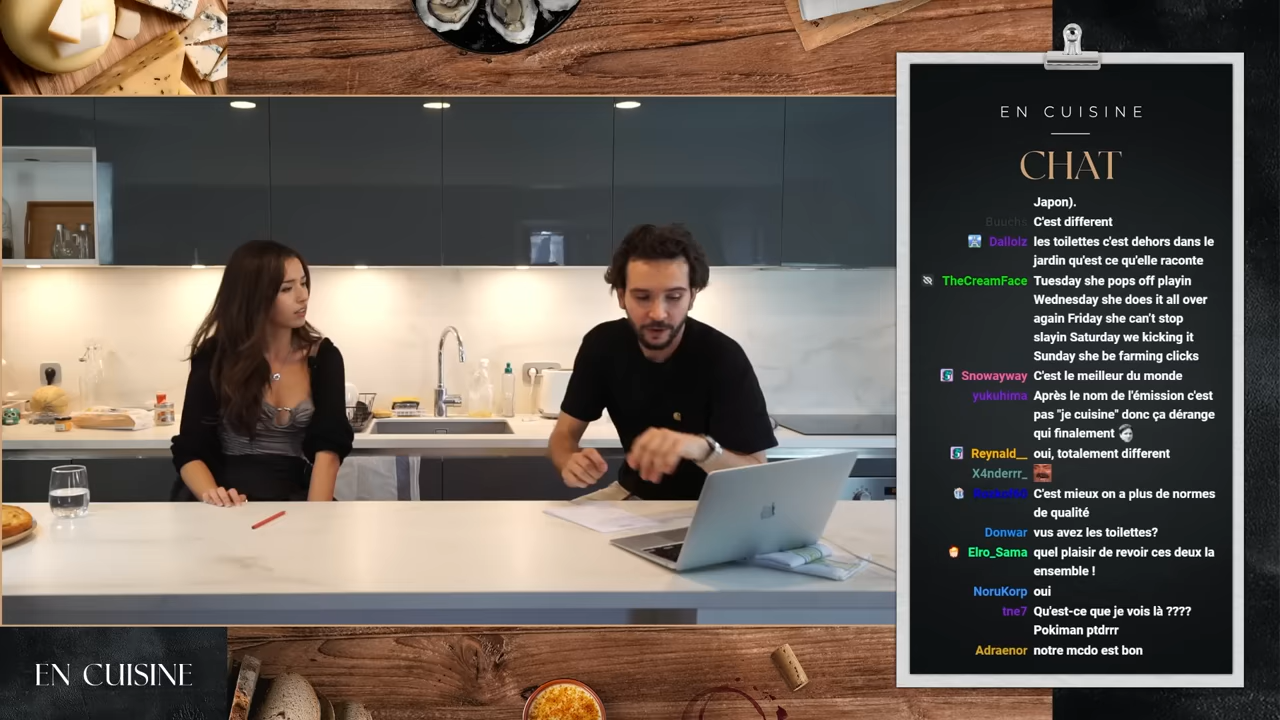 EN CUISINE
CHAT
Japon).
Buuchs C'est different
Dallolz les toilettes c'est dehors dans le
jardin qu'est ce qu'elle raconte
TheCreamFace Tuesday she pops off playin
Wednesday she does it all over
again Friday she can't stop
slayin Saturday we kicking it
Sunday she be farming clicks
Snowayway C'est le meilleur du monde
yukuhima Après le nom de l'émission c'est
pas "je cuisine" donc ça dérange
qui finalement
Reynald__ oui, totalement different
X4nderrr_
C'est mieux on a plus de normes
de qualité
Donwar vus avez les toilettes?
Elro_Sama quel plaisir de revoir ces deux la
ensemble !
NoruKorp oui
tne7 Qu'est-ce que je vois là ????
Pokiman ptdrrr
Adraenor notre mcdo est bon
EN CUISINE